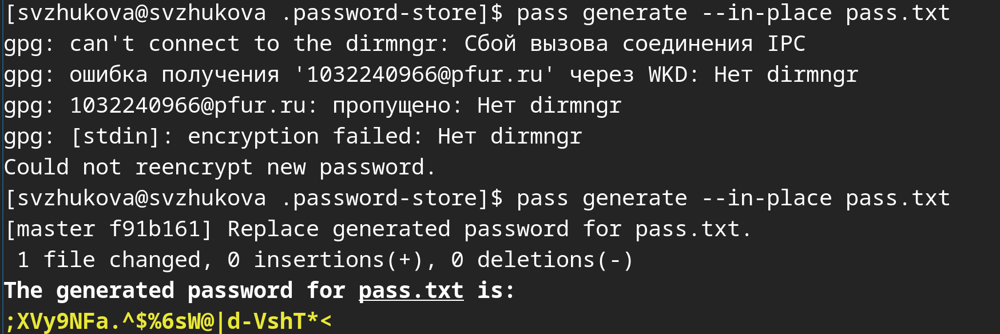 [svzhukova@svzhukova .password-store]$ pass generate --in-place pass.txt
gpg: can't connect to the dirmngr: Сбой вызова соединения IPC
gpg: ошибка получения '1032240966@pfur.ru' через WKD: Нет dirmngr
gpg: 1032240966@pfur.ru: пропущено: Нет dirmngr
gpg: [stdin]: encryption failed: Нет dirmngr
Could not reencrypt new password.
[svzhukova@svzhukova .password-store]$ pass generate --in-place pass.txt
[master f91b161] Replace generated password for pass.txt.
 1 file changed, 0 insertions(+), 0 deletions(-)
The generated password for pass.txt is:
;XVy9NFa.^$%6sW@|d-VshT*<